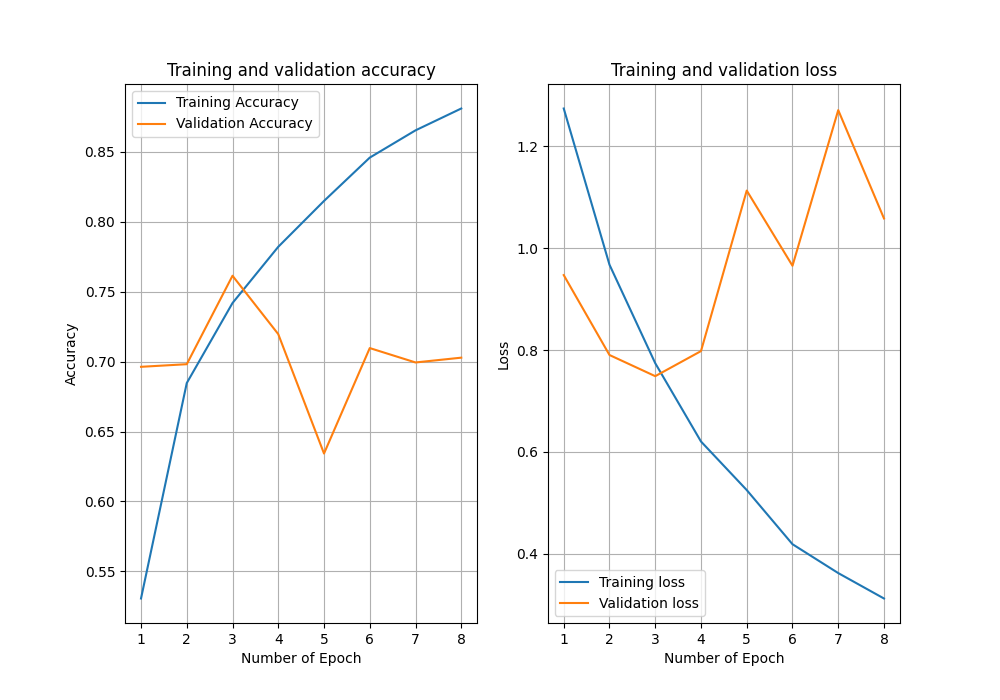 Training and validation accuracy
Training Accuracy
Validation Accuracy
0.85
0.80
0.75
0.70
0.65
0.60
0.55
Accuracy
1 2 3 4 5 6 7 8
Number of Epoch
Training and validation loss
1.2
1.0
0.8
0.6
0.4
Loss
Training loss
Validation loss
1 2 3 4 5 6 7 8
Number of Epoch